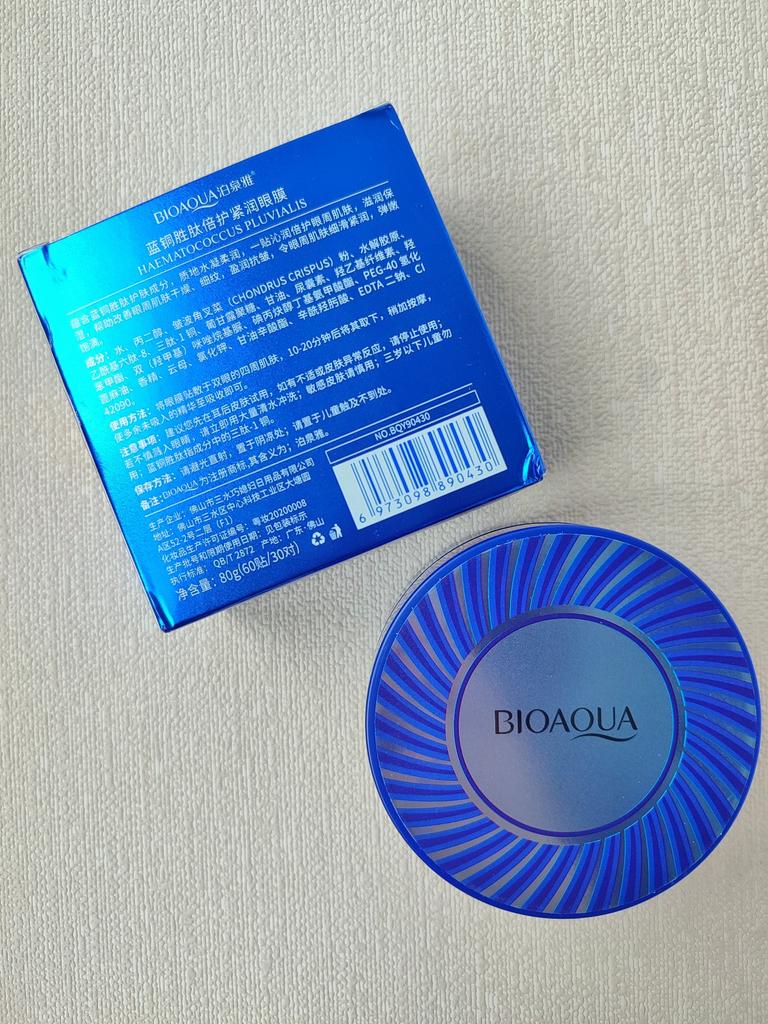 BIOAQUA泊泉雅®
蓝铜胜肽倍护紧润眼膜
HAEMATOCOCCUS PLUVIALIS
蕴含蓝铜胜肽护肤成分，质地水凝柔润，一贴沁润倍护眼周肌肤，滋润保
湿，帮助改善眼周肌肤干燥、细纹，盈润抗皱，令眼周肌肤细滑紧润，弹嫩
饱满。
成分：水、丙二醇、皱波角叉菜（CHONDRUS CRISPUS）粉、水解胶原、
乙酰基六肽-8、三肽-1 铜、葡甘露聚糖、甘油、尿囊素、羟乙基纤维素、羟
苯甲酯、双（羟甲基）咪唑烷基脲、碘丙炔醇丁基氨甲酸酯、PEG-40 氢化
蓖麻油、香精、云母、氯化钾、甘油辛酸酯、辛酰羟肟酸、EDTA 二钠、CI
42090。
使用方法：将眼膜贴敷于双眼的四周肌肤，10-20分钟后将其取下，稍加按摩，
使多余未吸入的精华至吸收即可。
注意事项：建议您先在耳后皮肤试用，如有不适或皮肤异常反应，请停止使用；
若不慎溅入眼睛，请立即用大量清水冲洗；敏感皮肤请慎用；三岁以下儿童勿
用；蓝铜胜肽指成分中的三肽-1 铜。
保存方法：请避光直射，置于阴凉处，请置于儿童触及不到处。
备注：BIOAQUA 为注册商标,其含义为；泊泉雅。
生产企业：佛山市三水巧媳妇日用品有限公司
地址：佛山市三水区中心科技工业区大塘园
A区52-2号二层（F1）
化妆品生产许可证编号：粤妆20200008
生产批号和限期使用日期：见包装标示
执行标准：QB/T 2872 产地：广东·佛山
净含量：80g(60贴/30对)
NO.BQY90430
6 973098 890430
BIOAQUA